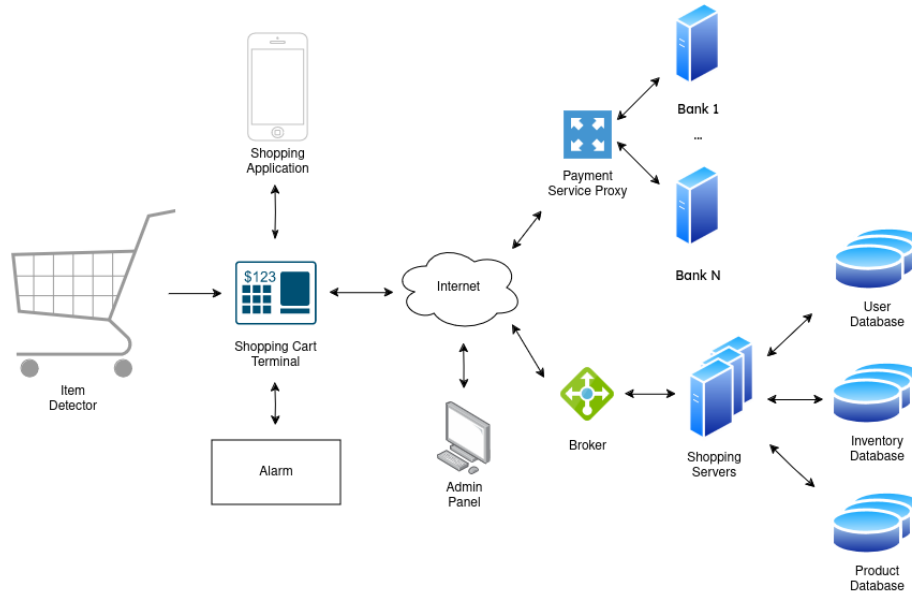 Shopping
Application
Item
Detector
$123
Shopping Cart
Terminal
Alarm
Internet
Admin
Panel
Payment
Service Proxy
Bank 1
...
Bank N
Broker
Shopping
Servers
User
Database
Inventory
Database
Product
Database